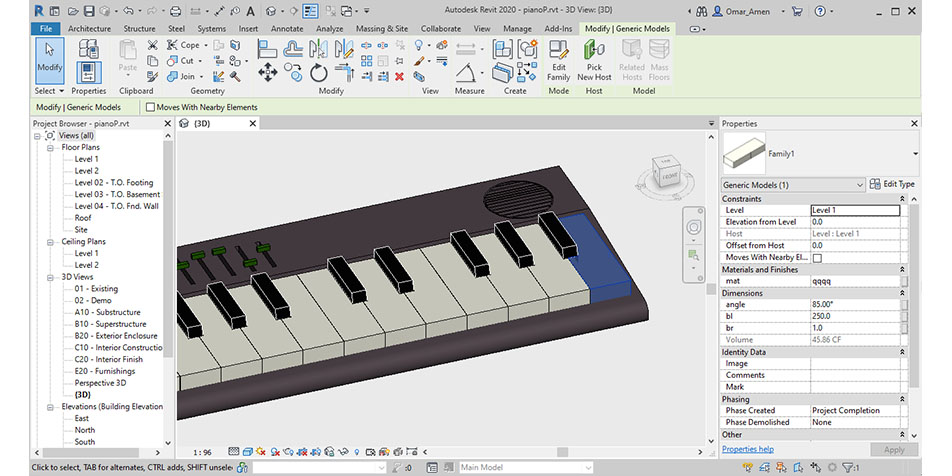 Autodesk Revit 2020 - pianoP.rvt - 3D View: {3D}
Omar_Amen
File Architecture Structure Steel Systems Insert Annotate Analyze Massing & Site Collaborate View Manage Add-Ins Modify | Generic Models
Modify Paste Cope Cut Join Edit Family Pick New Host Related Hosts Mass Floors
Select Properties Clipboard Geometry Modify View Measure Create Mode Host Model
Modify | Generic Models Moves With Nearby Elements
Project Browser - pianoP.rvt
Views (all)
Floor Plans
Level 1
Level 2
Level 02 - T.O. Footing
Level 03 - T.O. Basement
Level 04 - T.O. Fnd. Wall
Roof
Site
Ceiling Plans
Level 1
Level 2
3D Views
01 - Existing
02 - Demo
A10 - Substructure
B10 - Superstructure
B20 - Exterior Enclosure
C10 - Interior Constructio
C20 - Interior Finish
E20 - Furnishings
Perspective 3D
{3D}
Elevations (Building Elevation
East
North
South
{3D}
FRONT
1 : 96
Properties
Family1
Generic Models (1) Edit Type
Constraints
Level Level 1
Elevation from Level 0.0
Host Level : Level 1
Offset from Host 0.0
Moves With Nearby El...
Materials and Finishes
mat qqqq
Dimensions
angle 85.00°
bl 250.0
br 1.0
Volume 45.86 CF
Identity Data
Image
Comments
Mark
Phasing
Phase Created Project Completion
Phase Demolished None
Other
Properties help Apply
Click to select, TAB for alternates, CTRL adds, SHIFT unselec :0 Main Model :1